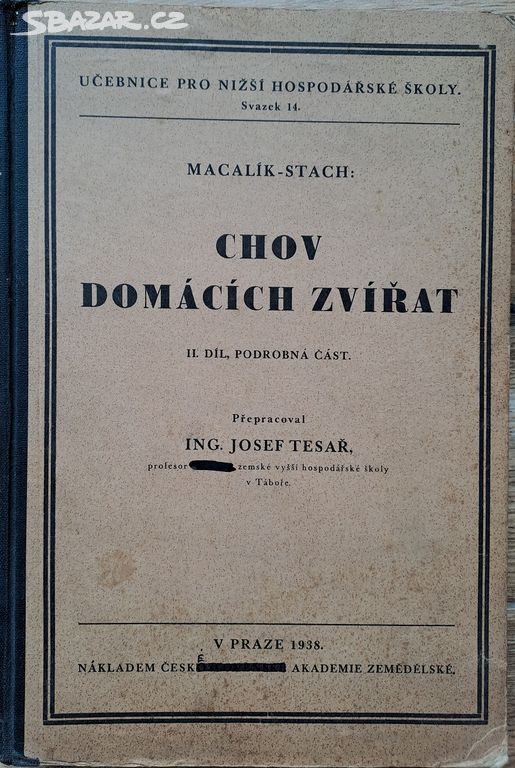 SBAZAR.CZ
UČEBNICE PRO NIŽŠÍ HOSPODÁŘSKÉ ŠKOLY.
Svazek 14.
MACALÍK-STACH:
CHOV
DOMÁCÍCH ZVÍŘAT
II. DÍL, PODROBNÁ ČÁST.
Přepracoval
ING. JOSEF TESAŘ,
profesor zemské vyšší hospodářské školy
v Táboře.
V PRAZE 1938.
NÁKLADEM ČESKÉ AKADEMIE ZEMĚDĚLSKÉ.